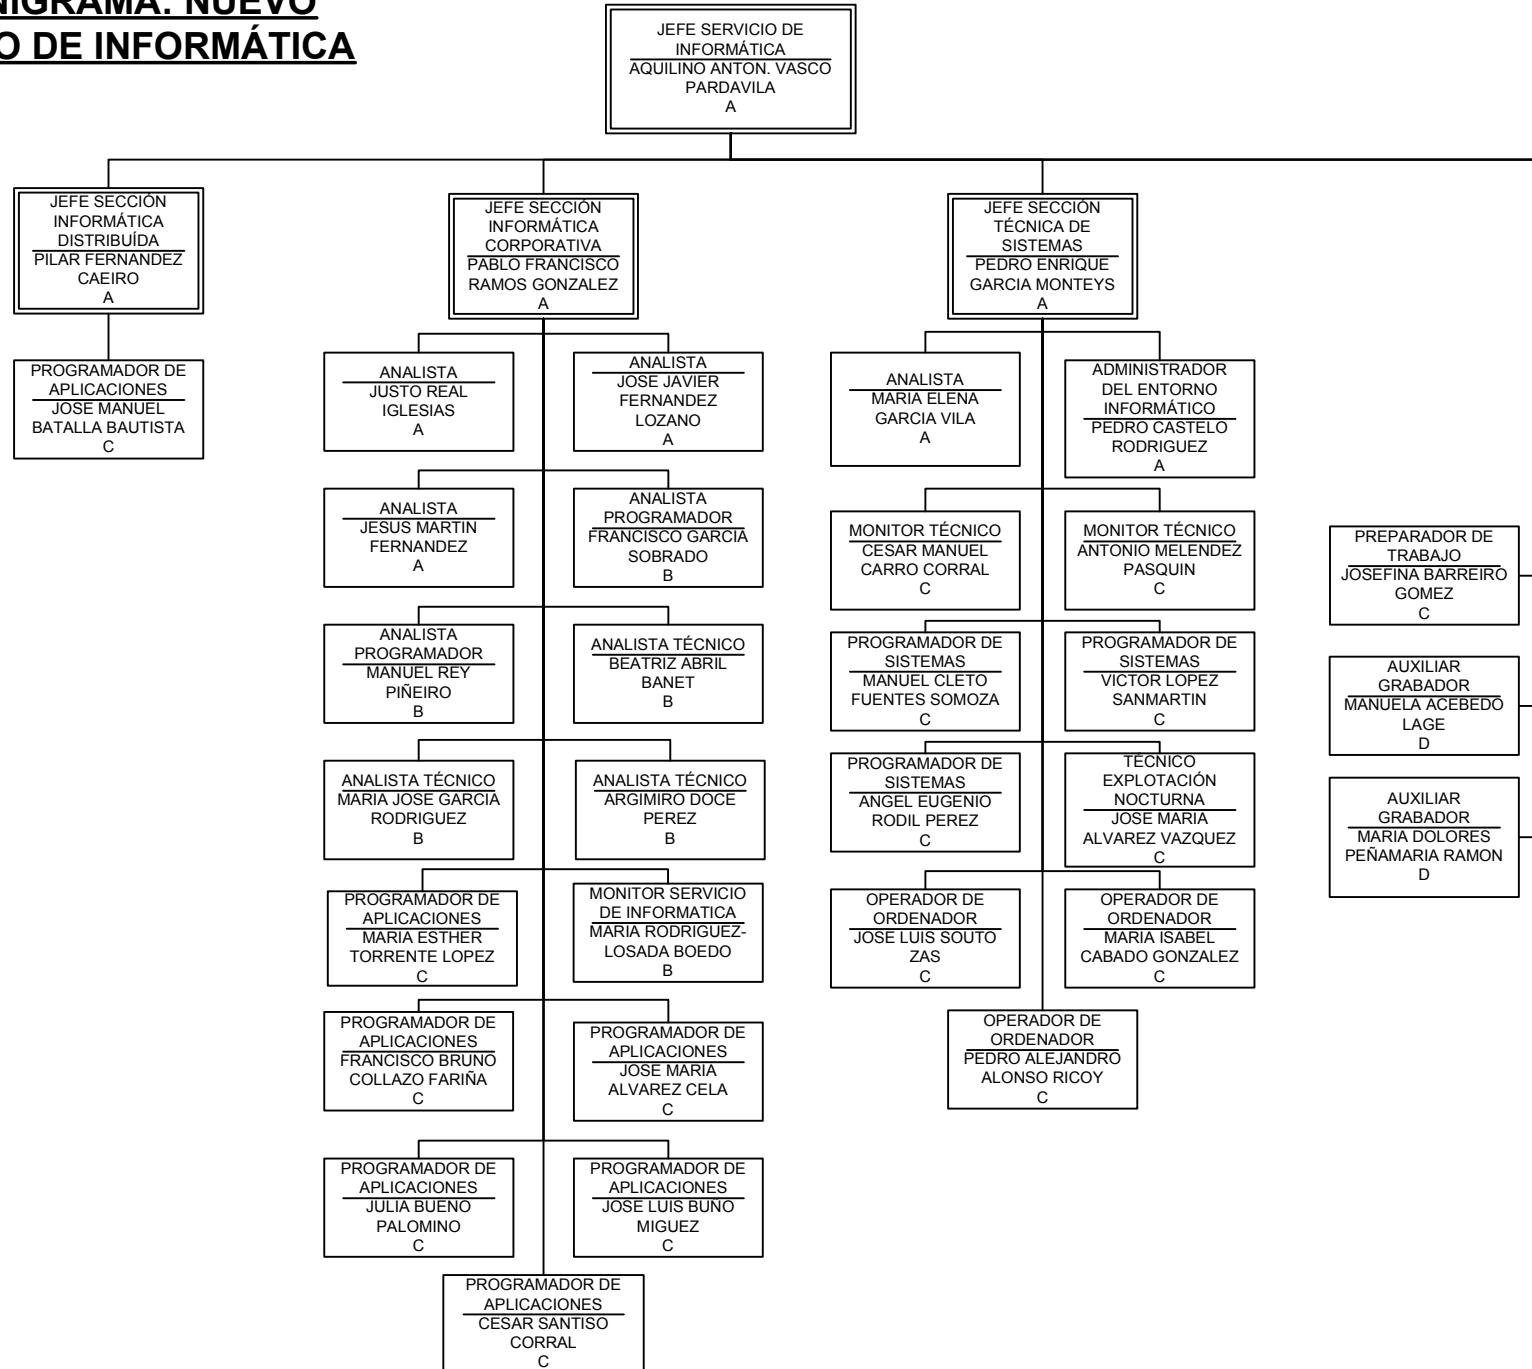 NIGRAMA: NUEVO
O DE INFORMÁTICA
JEFE SERVICIO DE
INFORMÁTICA
AQUILINO ANTON. VASCO
PARDAVILA
A
JEFE SECCIÓN
INFORMÁTICA
DISTRIBUÍDA
PILAR FERNANDEZ
CAEIRO
A
PROGRAMADOR DE
APLICACIONES
JOSE MANUEL
BATALLA BAUTISTA
C
JEFE SECCIÓN
INFORMÁTICA
CORPORATIVA
PABLO FRANCISCO
RAMOS GONZALEZ
A
ANALISTA
JUSTO REAL
IGLESIAS
A
ANALISTA
JOSE JAVIER
FERNANDEZ
LOZANO
A
ANALISTA
JESUS MARTIN
FERNANDEZ
A
ANALISTA
PROGRAMADOR
FRANCISCO GARCIA
SOBRADO
B
ANALISTA
PROGRAMADOR
MANUEL REY
PIÑEIRO
B
ANALISTA TÉCNICO
BEATRIZ ABRIL
BANET
B
ANALISTA TÉCNICO
MARIA JOSE GARCIA
RODRIGUEZ
B
ANALISTA TÉCNICO
ARGIMIRO DOCE
PEREZ
B
PROGRAMADOR DE
APLICACIONES
MARIA ESTHER
TORRENTE LOPEZ
C
MONITOR SERVICIO
DE INFORMATICA
MARIA RODRIGUEZ-
LOSADA BOEDO
B
PROGRAMADOR DE
APLICACIONES
FRANCISCO BRUNO
COLLAZO FARIÑA
C
PROGRAMADOR DE
APLICACIONES
JOSE MARIA
ALVAREZ CELA
C
PROGRAMADOR DE
APLICACIONES
JULIA BUENO
PALOMINO
C
PROGRAMADOR DE
APLICACIONES
JOSE LUIS BUÑO
MIGUEZ
C
PROGRAMADOR DE
APLICACIONES
CESAR SANTISO
CORRAL
C
JEFE SECCIÓN
TÉCNICA DE
SISTEMAS
PEDRO ENRIQUE
GARCIA MONTEYS
A
ANALISTA
MARIA ELENA
GARCIA VILA
A
ADMINISTRADOR
DEL ENTORNO
INFORMÁTICO
PEDRO CASTELO
RODRIGUEZ
A
MONITOR TÉCNICO
CESAR MANUEL
CARRO CORRAL
C
MONITOR TÉCNICO
ANTONIO MELENDEZ
PASQUIN
C
PROGRAMADOR DE
SISTEMAS
MANUEL CLETO
FUENTES SOMOZA
C
PROGRAMADOR DE
SISTEMAS
VICTOR LOPEZ
SANMARTIN
C
PROGRAMADOR DE
SISTEMAS
ANGEL EUGENIO
RODIL PEREZ
C
TÉCNICO
EXPLOTACIÓN
NOCTURNA
JOSE MARIA
ALVAREZ VAZQUEZ
C
OPERADOR DE
ORDENADOR
JOSE LUIS SOUTO
ZAS
C
OPERADOR DE
ORDENADOR
MARIA ISABEL
CABADO GONZALEZ
C
OPERADOR DE
ORDENADOR
PEDRO ALEJANDRO
ALONSO RICOY
C
PREPARADOR DE
TRABAJO
JOSEFINA BARREIRO
GOMEZ
C
AUXILIAR
GRABADOR
MANUELA ACEBEDO
LAGE
D
AUXILIAR
GRABADOR
MARIA DOLORES
PEÑAMARIA RAMON
D